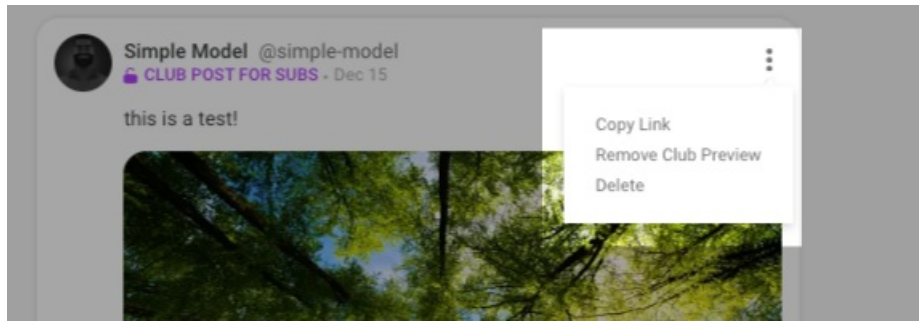 Simple Model @simple-model
CLUB POST FOR SUBS - Dec 15
this is a test!
Copy Link
Remove Club Preview
Delete